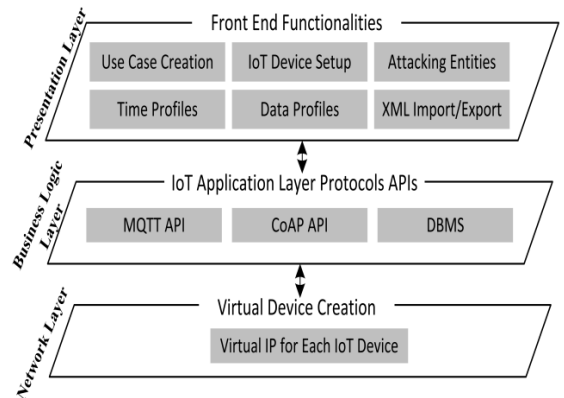 Presentation Layer
Front End Functionalities
Use Case Creation
IoT Device Setup
Attacking Entities
Time Profiles
Data Profiles
XML Import/Export
Business Logic
Layer
IoT Application Layer Protocols APIs
MQTT API
CoAP API
DBMS
Network Layer
Virtual Device Creation
Virtual IP for Each IoT Device